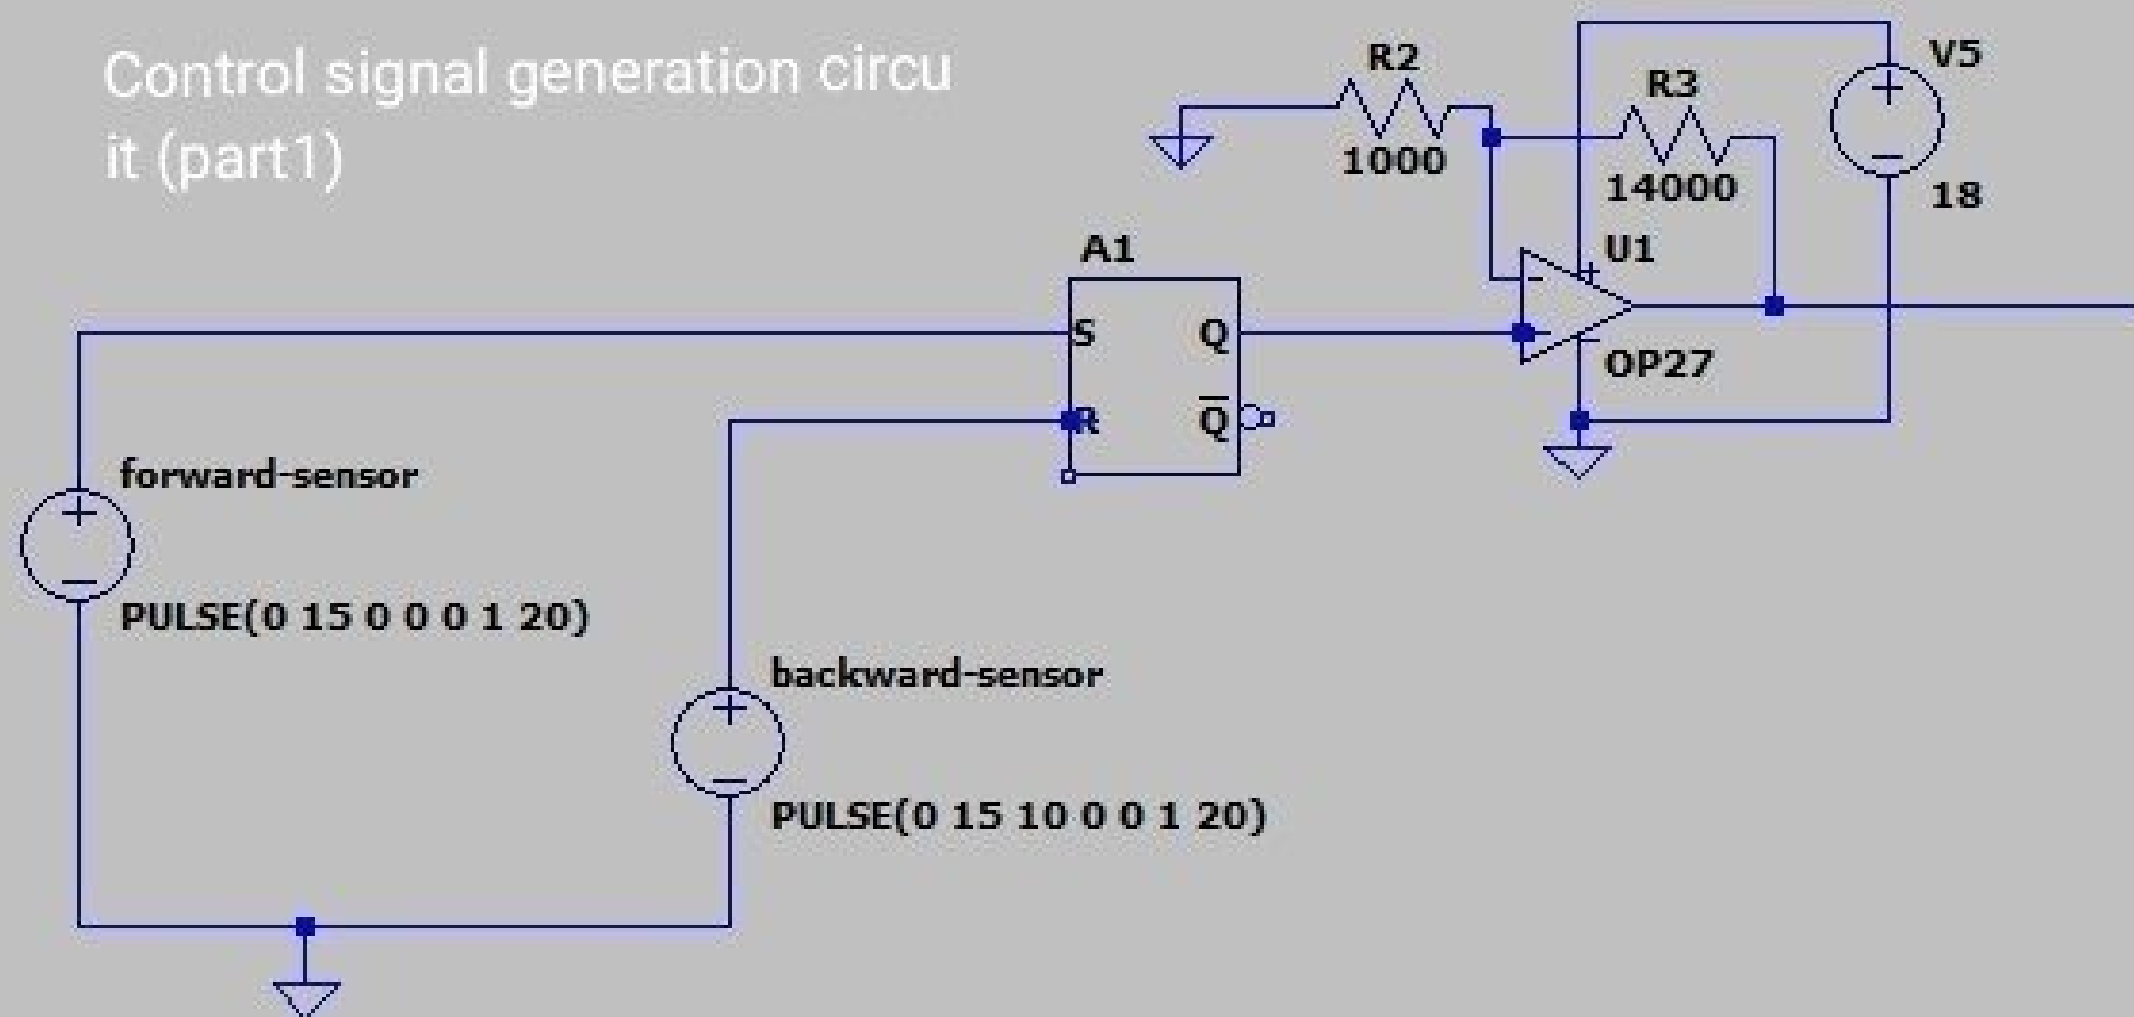 Control signal generation circu
it (part1)
R2
1000
R3
14000
V5
18
A1
S
Q
R
Q̅
U1
OP27
forward-sensor
PULSE(0 15 0 0 0 1 20)
backward-sensor
PULSE(0 15 10 0 0 1 20)